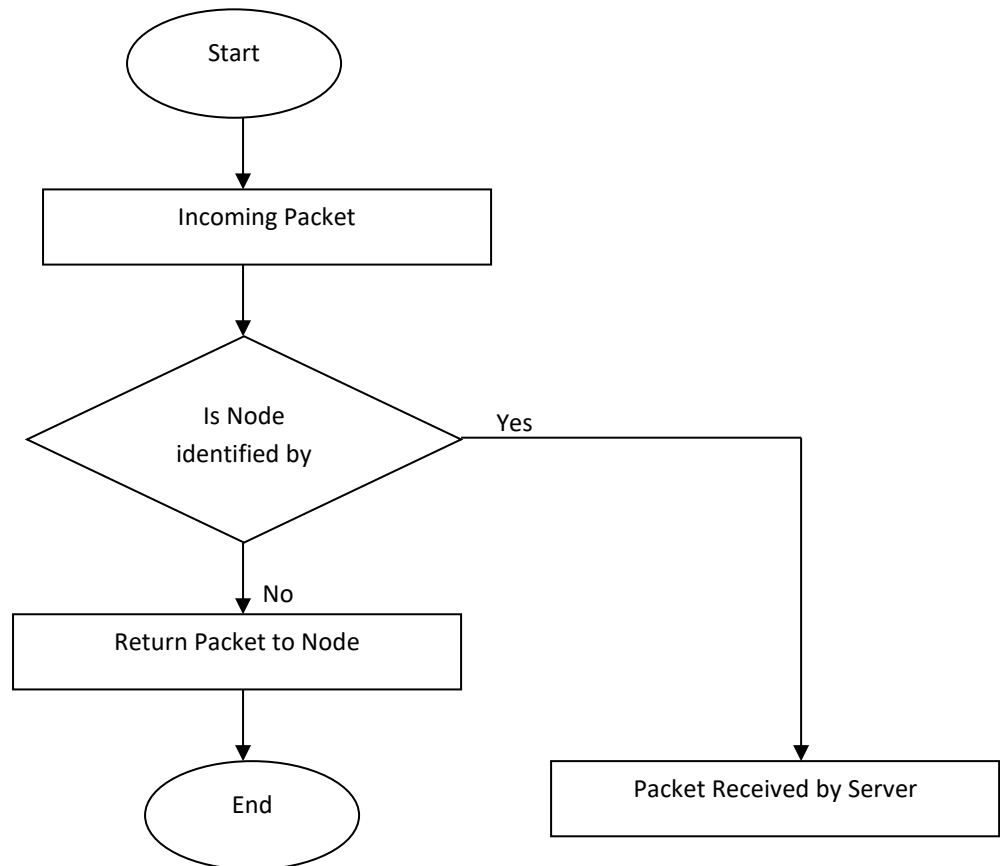 Start
Incoming Packet
Is Node
identified by
Yes
No
Return Packet to Node
End
Packet Received by Server